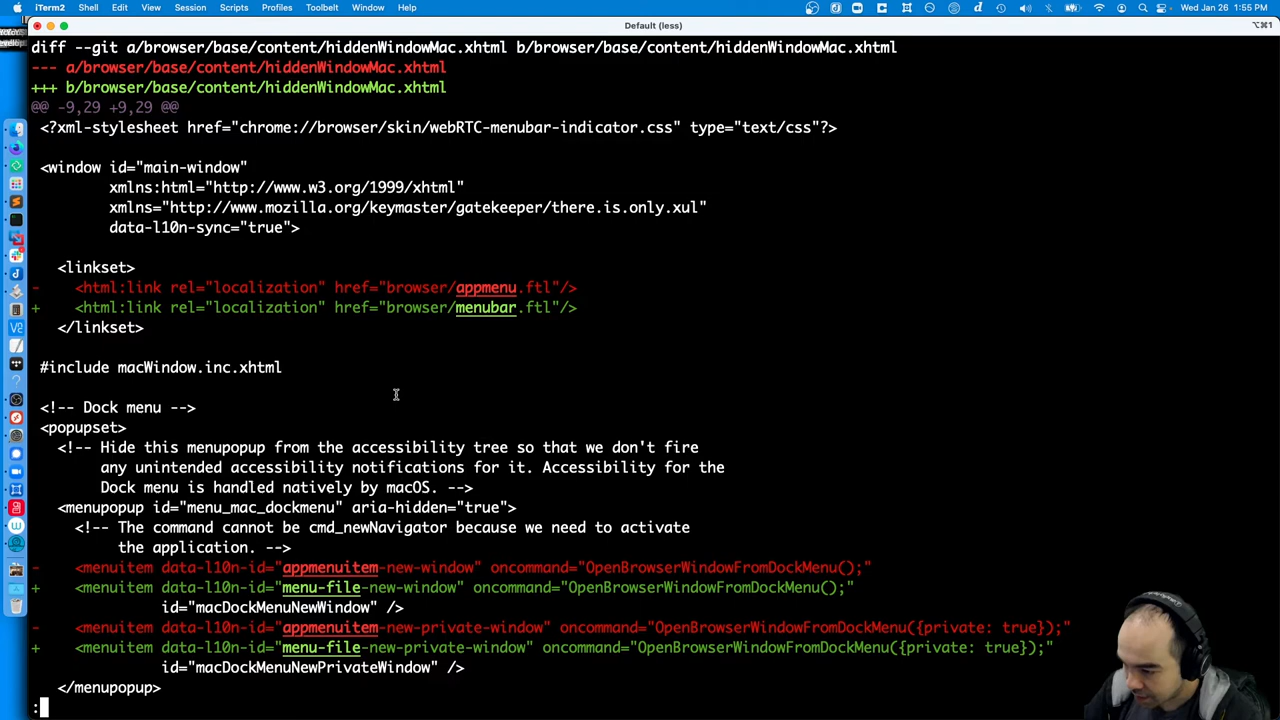 iTerm2 Shell Edit View Session Scripts Profiles Toolbelt Window Help Wed Jan 26 1:55 PM
Default (less) ⌥⌘1
diff --git a/browser/base/content/hiddenWindowMac.xhtml b/browser/base/content/hiddenWindowMac.xhtml
--- a/browser/base/content/hiddenWindowMac.xhtml
+++ b/browser/base/content/hiddenWindowMac.xhtml
@@ -9,29 +9,29 @@
<?xml-stylesheet href="chrome://browser/skin/webRTC-menubar-indicator.css" type="text/css"?>
<window id="main-window"
xmlns:html="http://www.w3.org/1999/xhtml"
xmlns="http://www.mozilla.org/keymaster/gatekeeper/there.is.only.xul"
data-l10n-sync="true">
<linkset>
- <html:link rel="localization" href="browser/appmenu.ftl"/>
+ <html:link rel="localization" href="browser/menubar.ftl"/>
</linkset>
#include macWindow.inc.xhtml
<!-- Dock menu -->
<popupset>
<!-- Hide this menupopup from the accessibility tree so that we don't fire
any unintended accessibility notifications for it. Accessibility for the
Dock menu is handled natively by macOS. -->
<menupopup id="menu_mac_dockmenu" aria-hidden="true">
<!-- The command cannot be cmd_newNavigator because we need to activate
the application. -->
- <menuitem data-l10n-id="appmenuitem-new-window" oncommand="OpenBrowserWindowFromDockMenu();"
+ <menuitem data-l10n-id="menu-file-new-window" oncommand="OpenBrowserWindowFromDockMenu();"
id="macDockMenuNewWindow" />
- <menuitem data-l10n-id="appmenuitem-new-private-window" oncommand="OpenBrowserWindowFromDockMenu({private: true});"
+ <menuitem data-l10n-id="menu-file-new-private-window" oncommand="OpenBrowserWindowFromDockMenu({private: true});"
id="macDockMenuNewPrivateWindow" />
</menupopup>
: